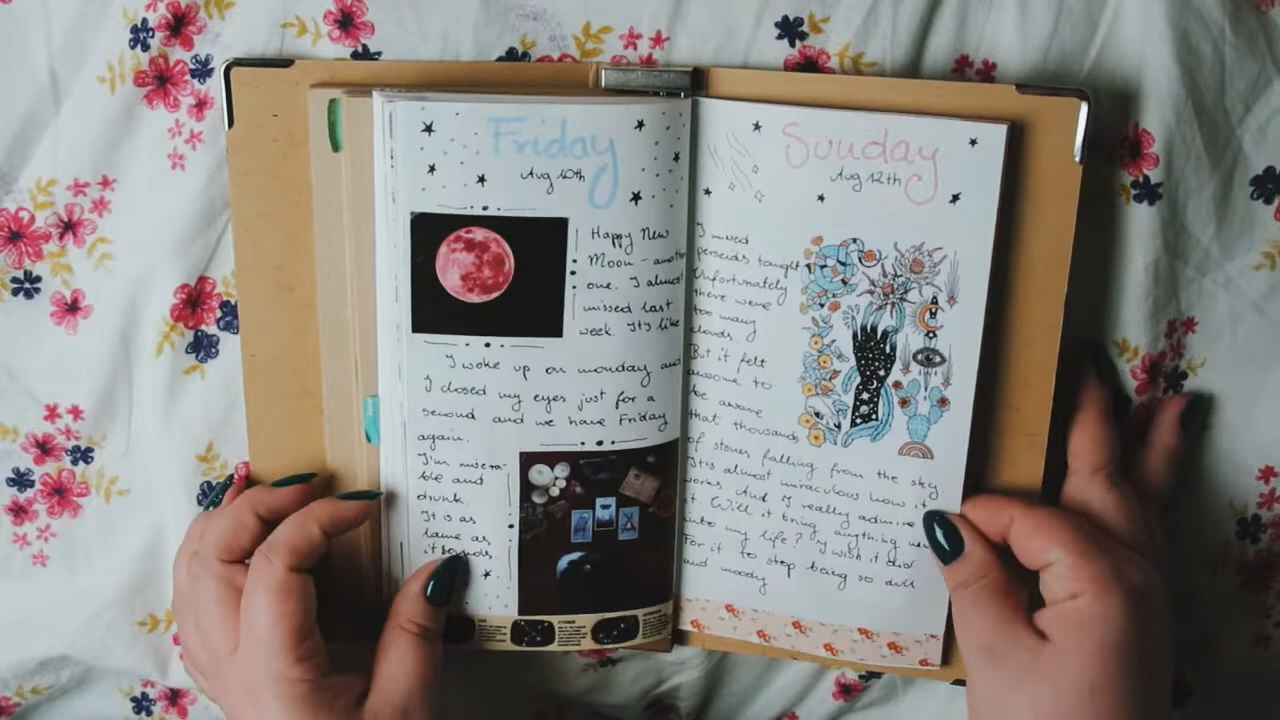 Friday
Aug 10th
Happy New
Moon - another
one. I almost
missed last
week. It's like
I woke up on monday and
I closed my eyes just for a
second and we have Friday
again.
I'm misera-
ble and
drunk.
It is as
lame as
it sounds.
Sunday
Aug 12th
I missed
perseids tonight
Unfortunately
there were
too many
clouds.
But it felt
awsome to
be aware
that thousands
of stones falling from the sky
It is almost miraculous how it
works. And I really admire
it. Will it bring anything new
into my life? I wish it did
For it to stop being so dull
and moody